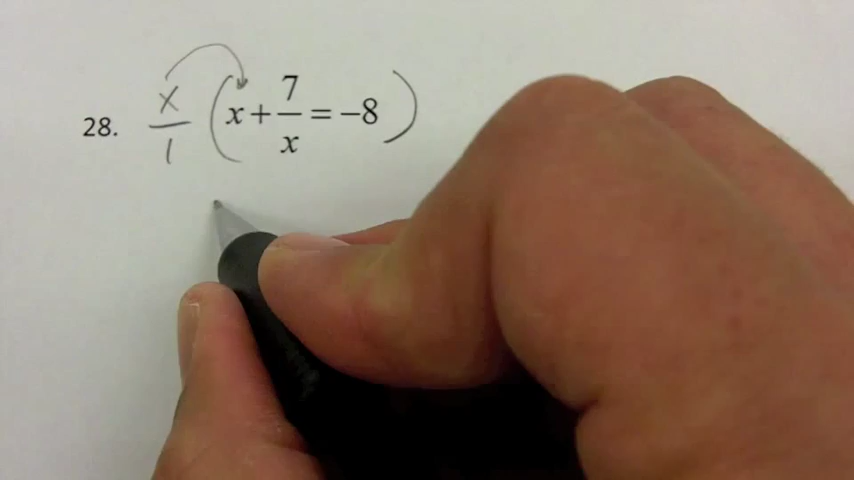 28. x/1 (x + 7/x = −8)